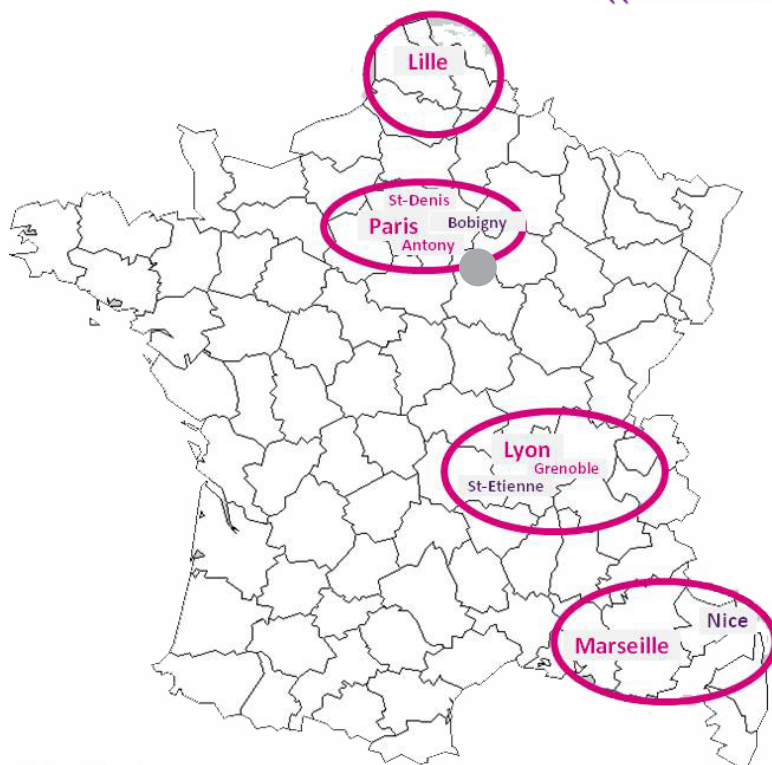 Lille
St-Denis
Paris
Bobigny
Antony
Lyon
Grenoble
St-Etienne
Nice
Marseille